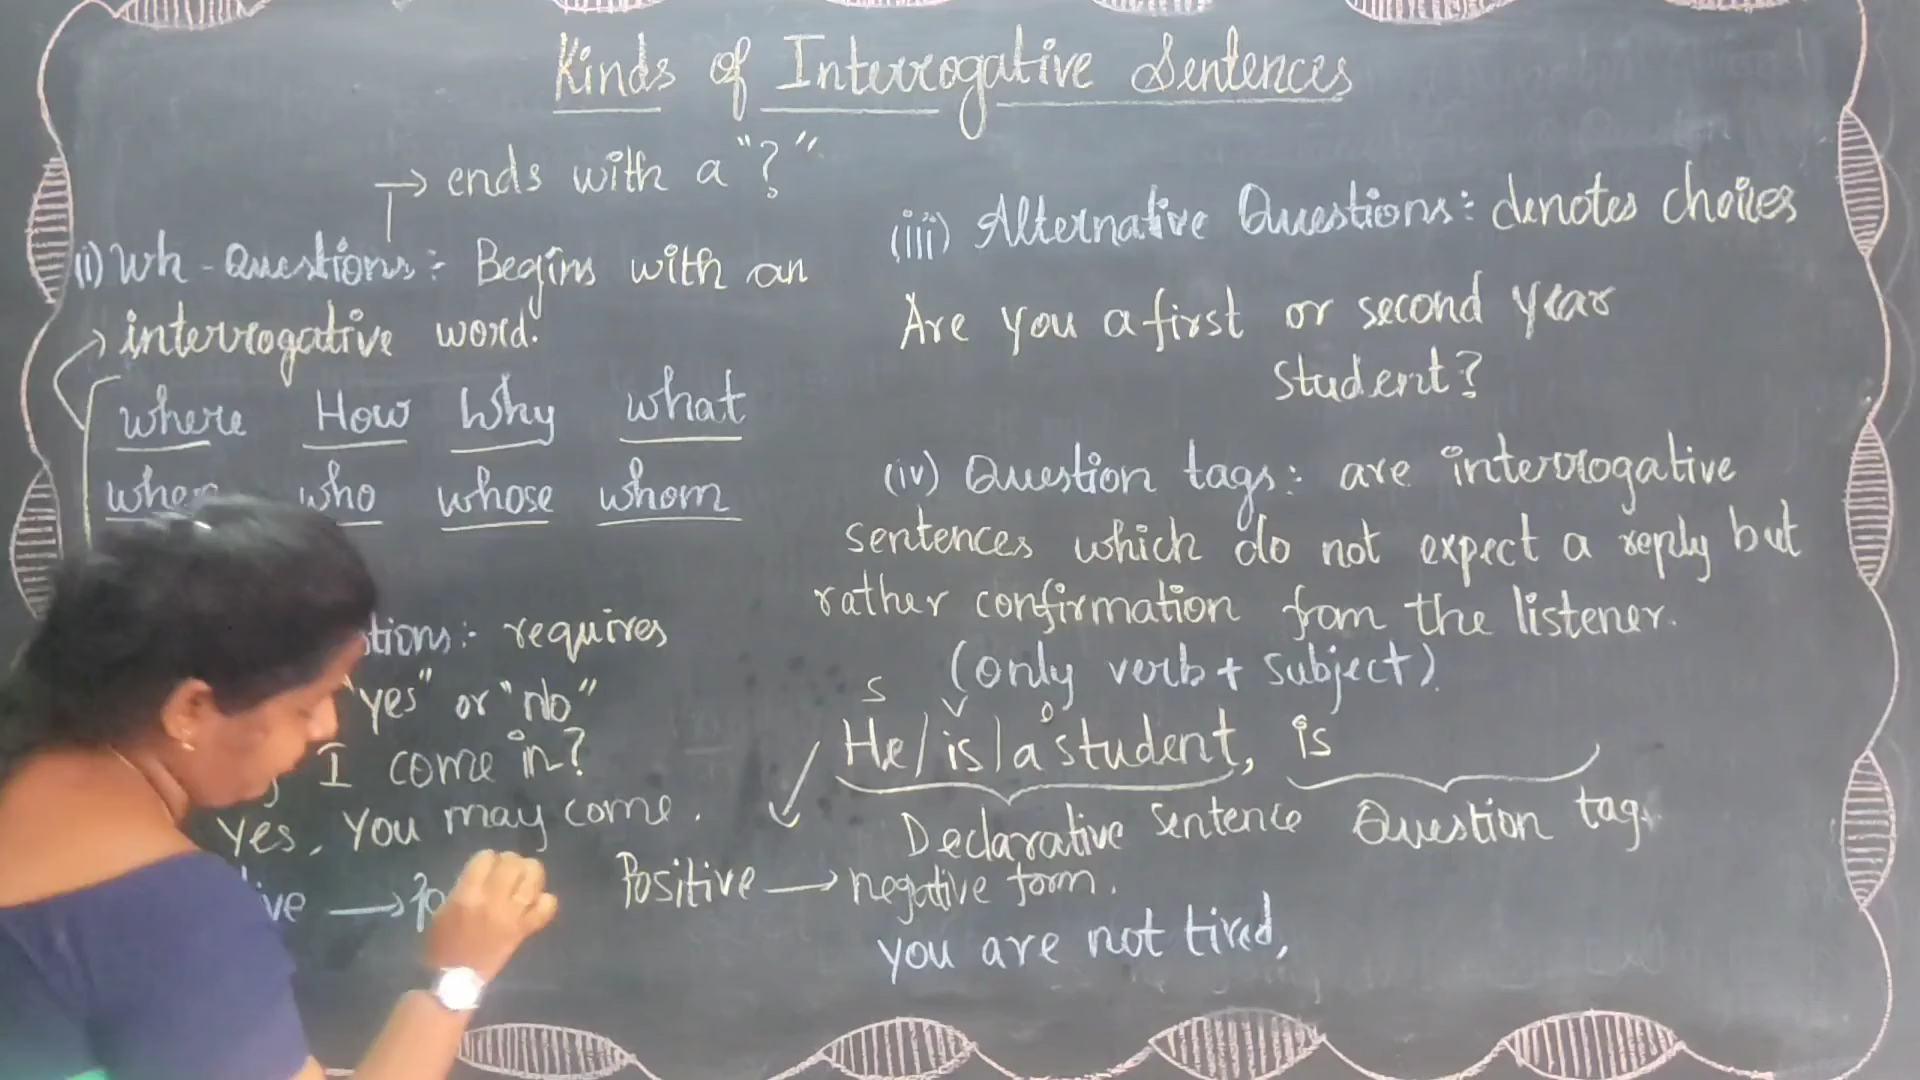 Kinds of Interrogative Sentences
→ ends with a "?"
(i) Wh-Questions:- Begins with an
interrogative word.
where How Why what
when who whose whom
requires
"yes" or "no"
I come in?
Yes, You may come.
(iii) Alternative Questions: denotes choices
Are you a first or second year
student?
(iv) Question tags: are interrogative
sentences which do not expect a reply but
rather confirmation from the listener.
(only verb + subject).
S V O
He/is/a student, is
Declarative sentence Question tag.
Positive → negative form.
you are not tired,